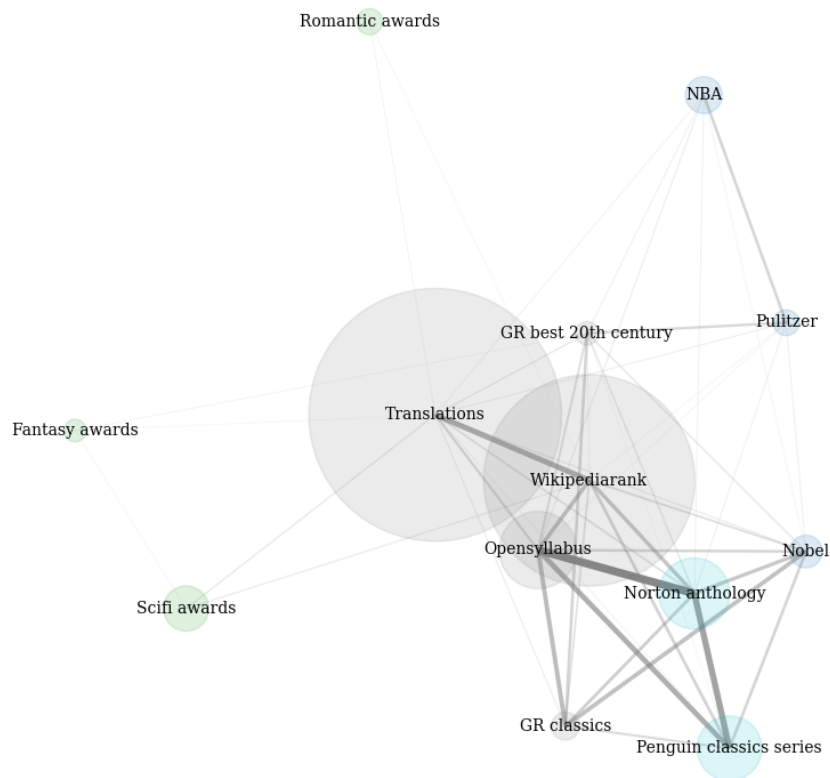 Romantic awards
NBA
Pulitzer
GR best 20th century
Translations
Fantasy awards
Wikipediarank
Opensyllabus
Nobel
Norton anthology
Scifi awards
GR classics
Penguin classics series